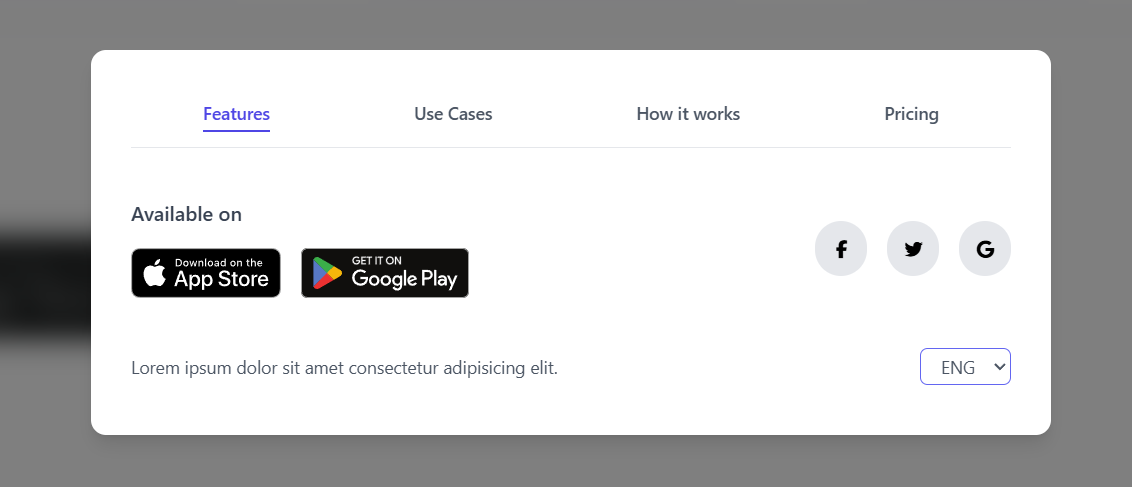 Features
Use Cases
How it works
Pricing
Available on
Download on the
App Store
GET IT ON
Google Play
Lorem ipsum dolor sit amet consectetur adipisicing elit.
ENG